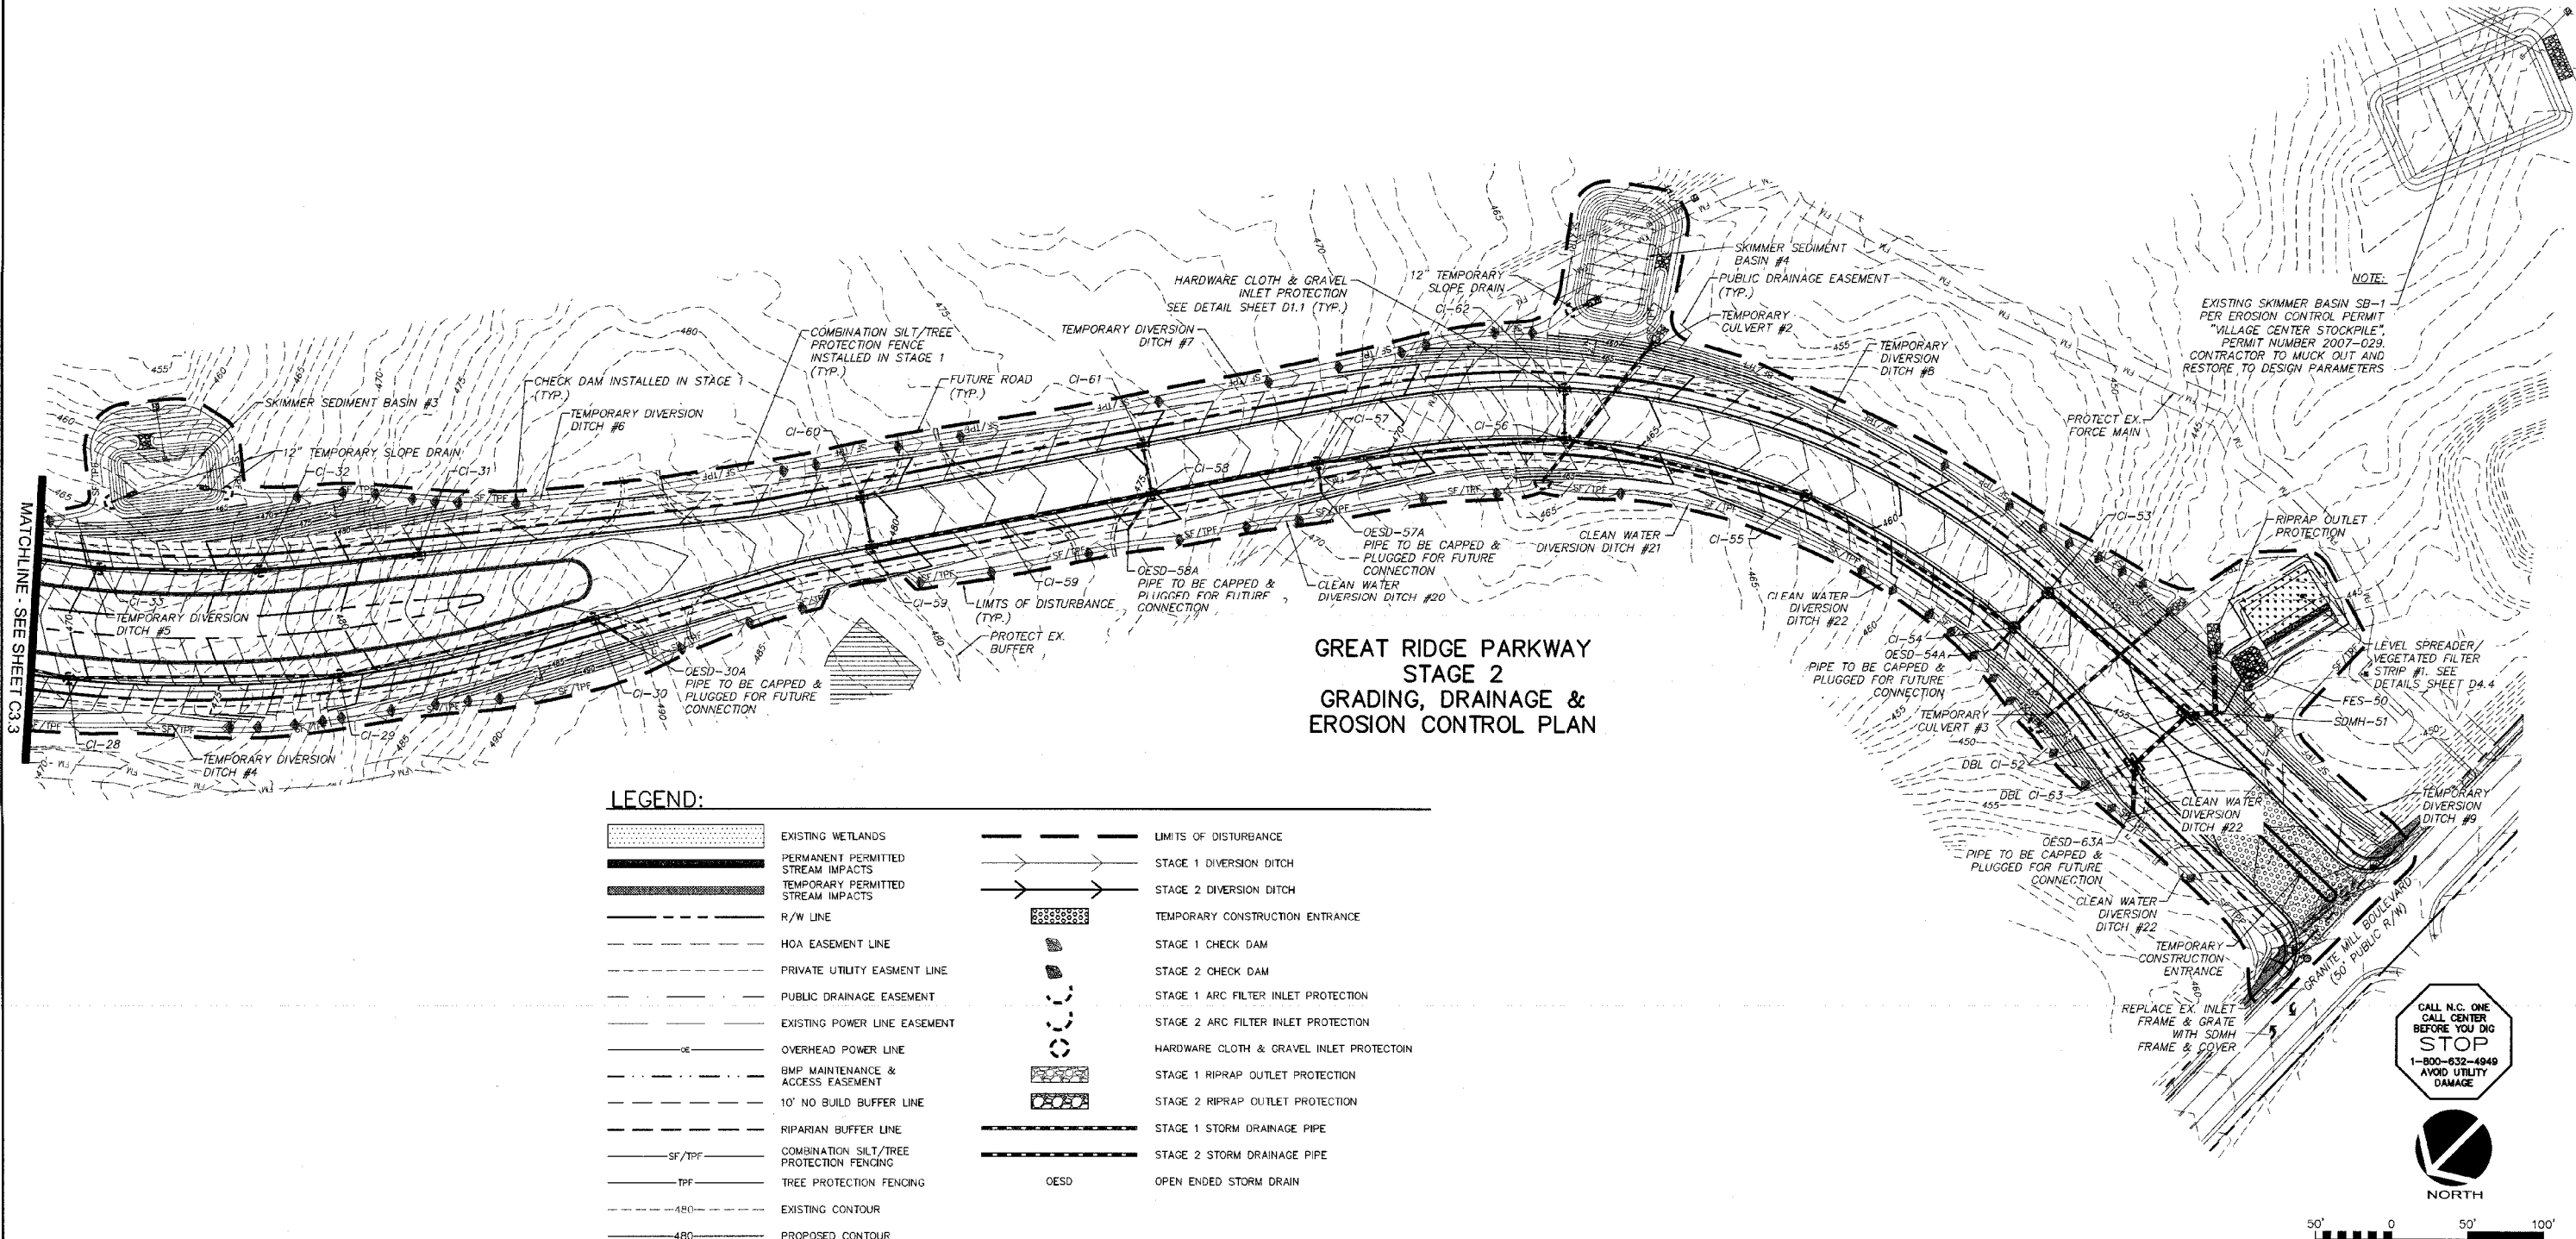 NOTE:
EXISTING SKIMMER BASIN SB-1
PER EROSION CONTROL PERMIT
"VILLAGE CENTER STOCKPILE",
PERMIT NUMBER 2007-029.
CONTRACTOR TO MUCK OUT AND
RESTORE TO DESIGN PARAMETERS
SKIMMER SEDIMENT
BASIN #4
PUBLIC DRAINAGE EASEMENT
(TYP.)
TEMPORARY
CULVERT #2
TEMPORARY
DIVERSION
DITCH #8
12" TEMPORARY
SLOPE DRAIN
HARDWARE CLOTH & GRAVEL
INLET PROTECTION
SEE DETAIL SHEET D1.1 (TYP.)
CI-62
TEMPORARY DIVERSION
DITCH #7
COMBINATION SILT/TREE
PROTECTION FENCE
INSTALLED IN STAGE 1
(TYP.)
FUTURE ROAD
(TYP.)
CI-61
CI-60
CHECK DAM INSTALLED IN STAGE 1
(TYP.)
TEMPORARY DIVERSION
DITCH #6
SKIMMER SEDIMENT BASIN #3
12" TEMPORARY SLOPE DRAIN
CI-32
CI-31
CI-57
CI-56
CI-58
PROTECT EX.
FORCE MAIN
CI-53
RIPRAP OUTLET
PROTECTION
MATCHLINE - SEE SHEET C3.3
CI-33
TEMPORARY DIVERSION
DITCH #5
CI-28
TEMPORARY DIVERSION
DITCH #4
CI-29
CI-30
OESD-30A
PIPE TO BE CAPPED &
PLUGGED FOR FUTURE
CONNECTION
CI-59
LIMTS OF DISTURBANCE
(TYP.)
PROTECT EX.
BUFFER
CI-59
OESD-58A
PIPE TO BE CAPPED &
PLUGGED FOR FUTURE
CONNECTION
CLEAN WATER
DIVERSION DITCH #20
OESD-57A
PIPE TO BE CAPPED &
PLUGGED FOR FUTURE
CONNECTION
CLEAN WATER
DIVERSION DITCH #21
CI-55
CLEAN WATER
DIVERSION
DITCH #22
CI-54
OESD-54A
PIPE TO BE CAPPED &
PLUGGED FOR FUTURE
CONNECTION
TEMPORARY
CULVERT #3
DBL CI-52
DBL CI-63
OESD-63A
PIPE TO BE CAPPED &
PLUGGED FOR FUTURE
CONNECTION
CLEAN WATER
DIVERSION
DITCH #22
CLEAN WATER
DIVERSION
DITCH #22
TEMPORARY
CONSTRUCTION
ENTRANCE
REPLACE EX. INLET
FRAME & GRATE
WITH SDMH
FRAME & COVER
LEVEL SPREADER/
VEGETATED FILTER
STRIP #1. SEE
DETAILS SHEET D4.4
FES-50
SDMH-51
TEMPORARY
DIVERSION
DITCH #9
GRANITE MILL BOULEVARD
(50' PUBLIC R/W)
GREAT RIDGE PARKWAY
STAGE 2
GRADING, DRAINAGE &
EROSION CONTROL PLAN
LEGEND:
EXISTING WETLANDS
PERMANENT PERMITTED
STREAM IMPACTS
TEMPORARY PERMITTED
STREAM IMPACTS
R/W LINE
HOA EASEMENT LINE
PRIVATE UTILITY EASMENT LINE
PUBLIC DRAINAGE EASEMENT
EXISTING POWER LINE EASEMENT
OE OVERHEAD POWER LINE
BMP MAINTENANCE &
ACCESS EASEMENT
10' NO BUILD BUFFER LINE
RIPARIAN BUFFER LINE
SF/TPF COMBINATION SILT/TREE
PROTECTION FENCING
TPF TREE PROTECTION FENCING
480 EXISTING CONTOUR
480 PROPOSED CONTOUR
LIMITS OF DISTURBANCE
STAGE 1 DIVERSION DITCH
STAGE 2 DIVERSION DITCH
TEMPORARY CONSTRUCTION ENTRANCE
STAGE 1 CHECK DAM
STAGE 2 CHECK DAM
STAGE 1 ARC FILTER INLET PROTECTION
STAGE 2 ARC FILTER INLET PROTECTION
HARDWARE CLOTH & GRAVEL INLET PROTECTOIN
STAGE 1 RIPRAP OUTLET PROTECTION
STAGE 2 RIPRAP OUTLET PROTECTION
STAGE 1 STORM DRAINAGE PIPE
STAGE 2 STORM DRAINAGE PIPE
OESD OPEN ENDED STORM DRAIN
CALL N.C. ONE
CALL CENTER
BEFORE YOU DIG
STOP
1-800-632-4949
AVOID UTILITY
DAMAGE
NORTH
50' 0 50' 100'